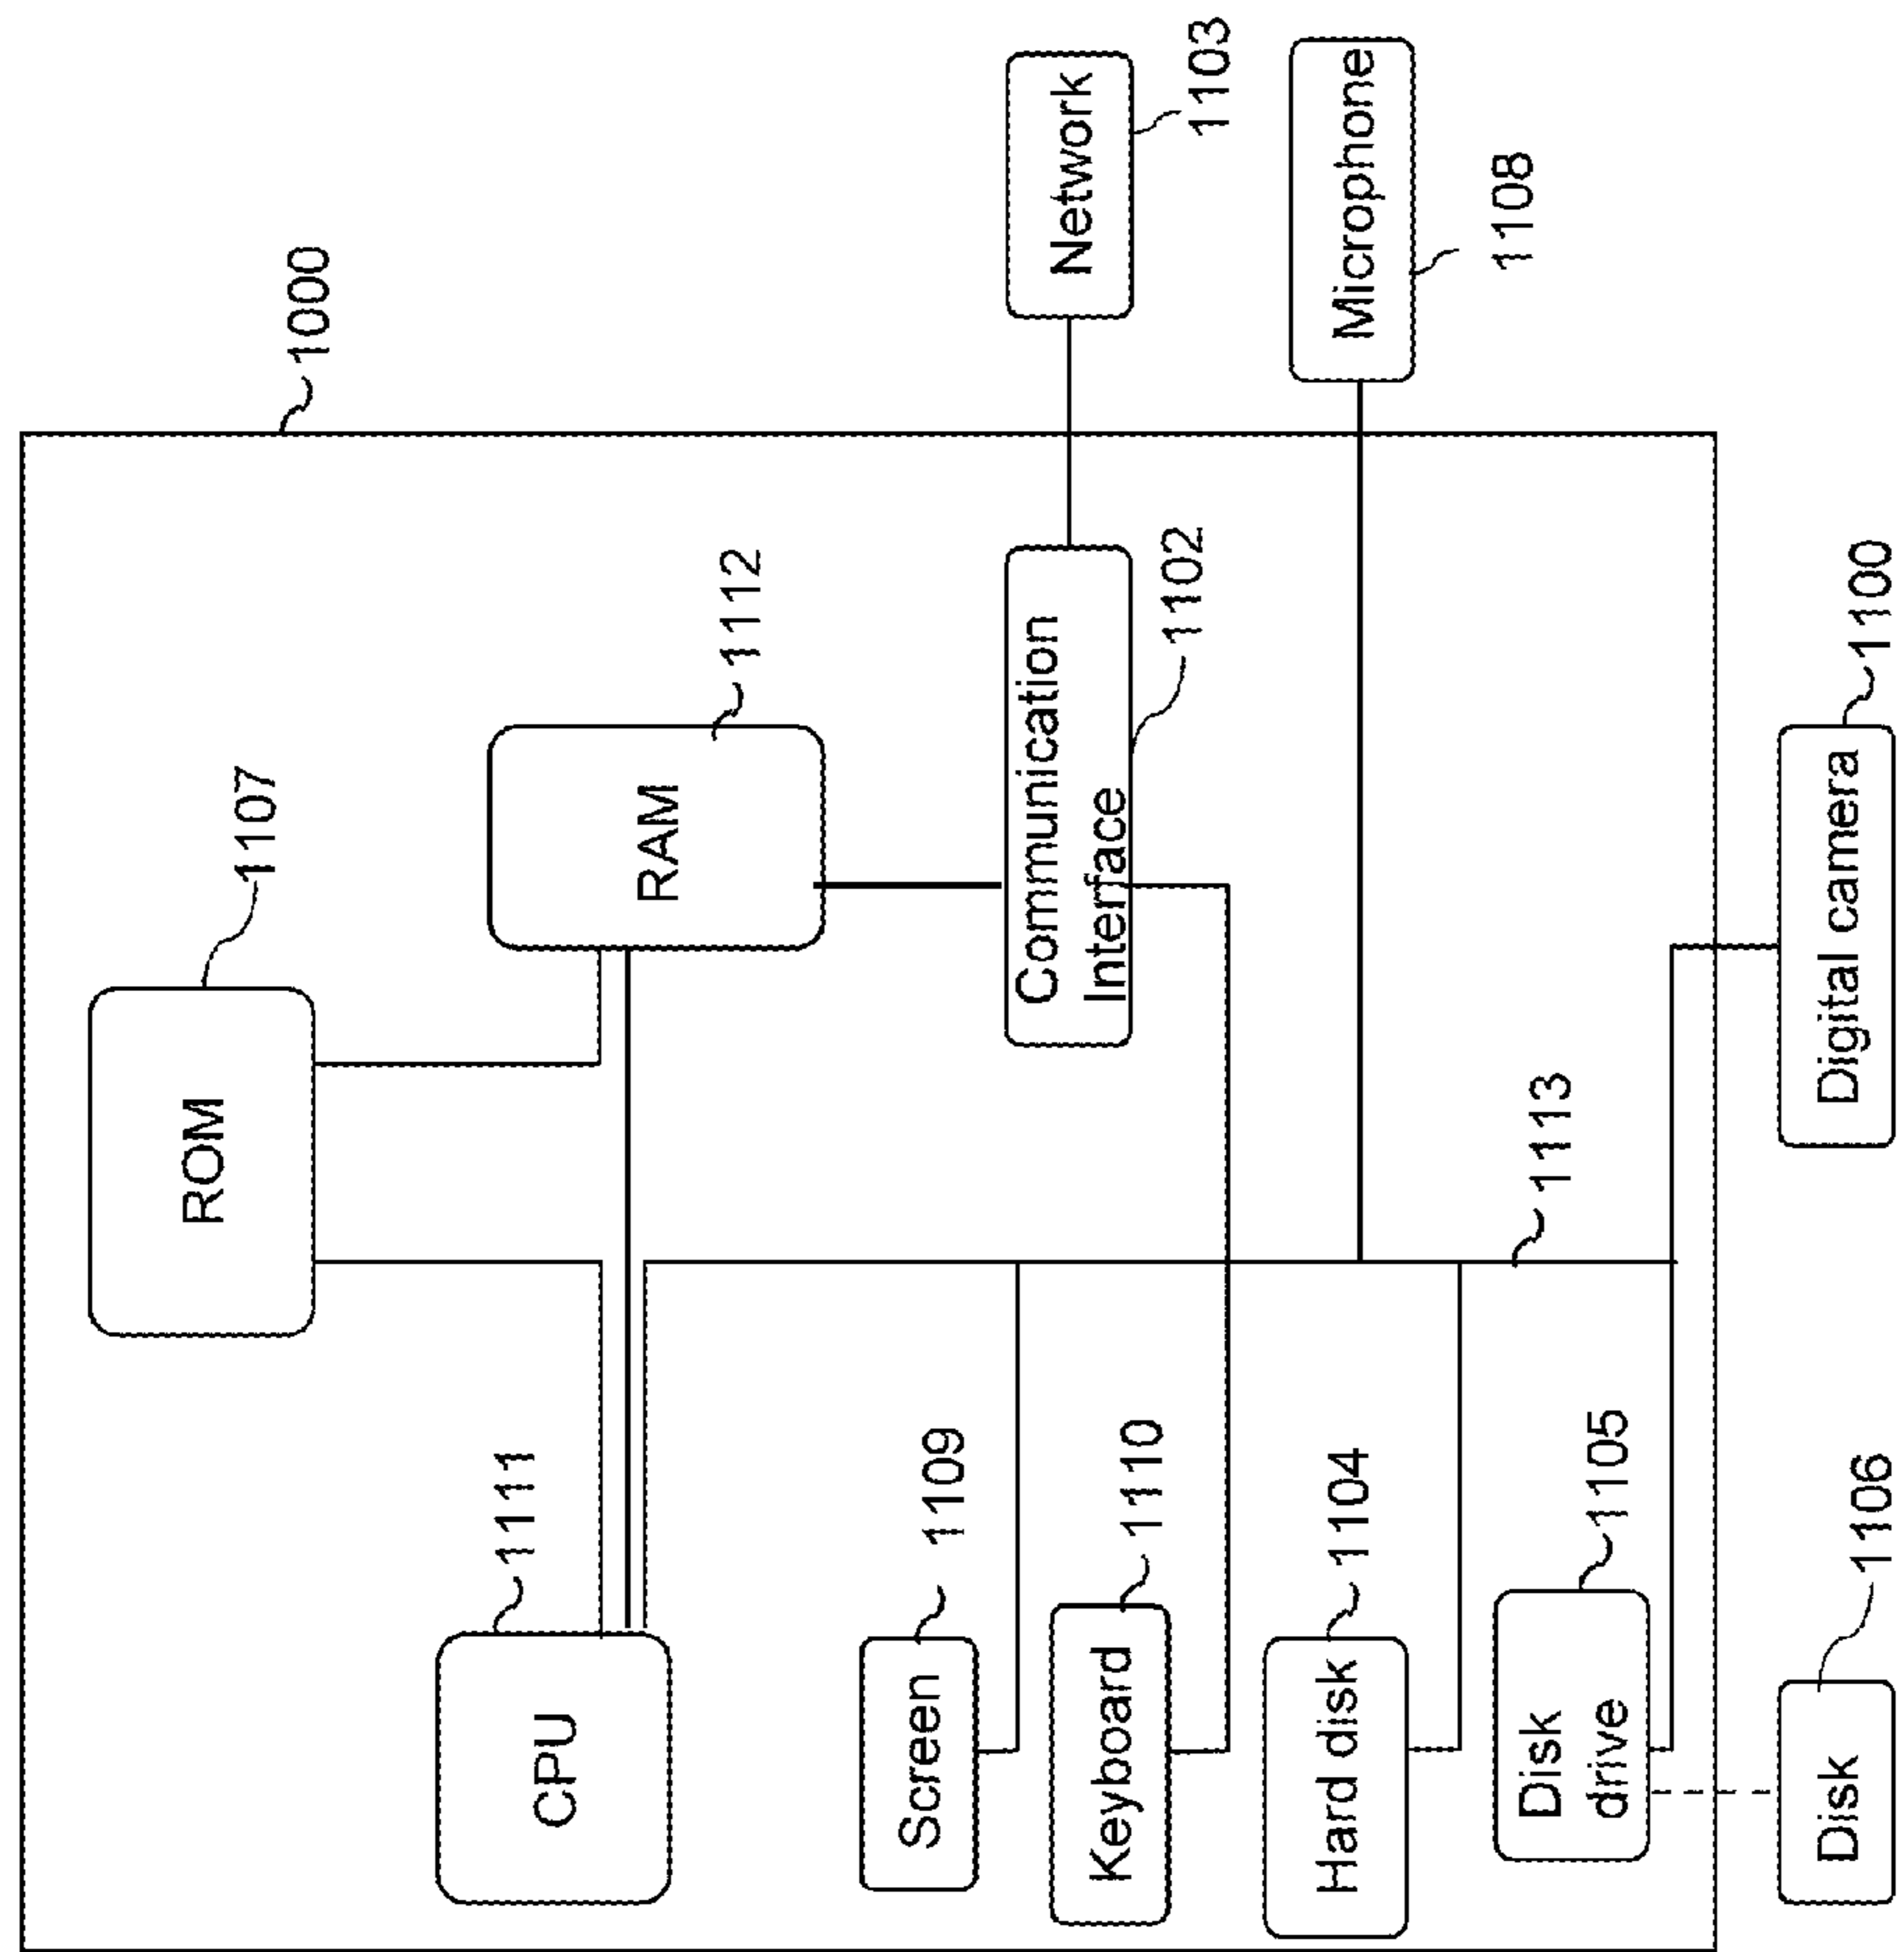 1000
ROM
1107
CPU
1111
RAM
1112
Screen
1109
Communication
Interface
1102
Network
1103
Keyboard
1110
Hard disk
1104
Microphone
1108
Disk
drive
1105
1113
Disk
1106
Digital camera
1100